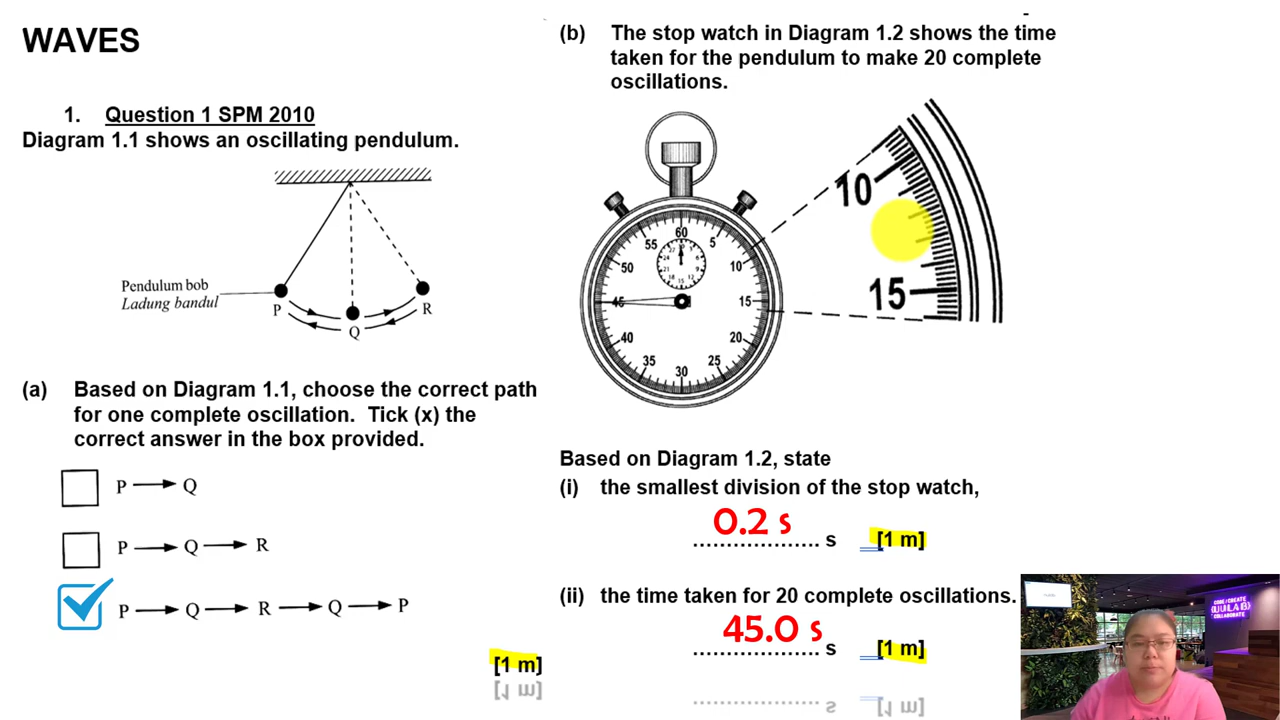 WAVES
1. Question 1 SPM 2010
Diagram 1.1 shows an oscillating pendulum.
Pendulum bob
Ladung bandul
P
Q
R
(a) Based on Diagram 1.1, choose the correct path
for one complete oscillation. Tick (x) the
correct answer in the box provided.
P → Q
P → Q → R
P → Q → R → Q → P
[1 m]
(b) The stop watch in Diagram 1.2 shows the time
taken for the pendulum to make 20 complete
oscillations.
60
5
10
15
20
25
30
35
40
45
50
55
10
15
Based on Diagram 1.2, state
(i) the smallest division of the stop watch,
0.2 s
.................... s [1 m]
(ii) the time taken for 20 complete oscillations.
45.0 s
.................... s [1 m]
CODE/CREATE
COLLABORATE